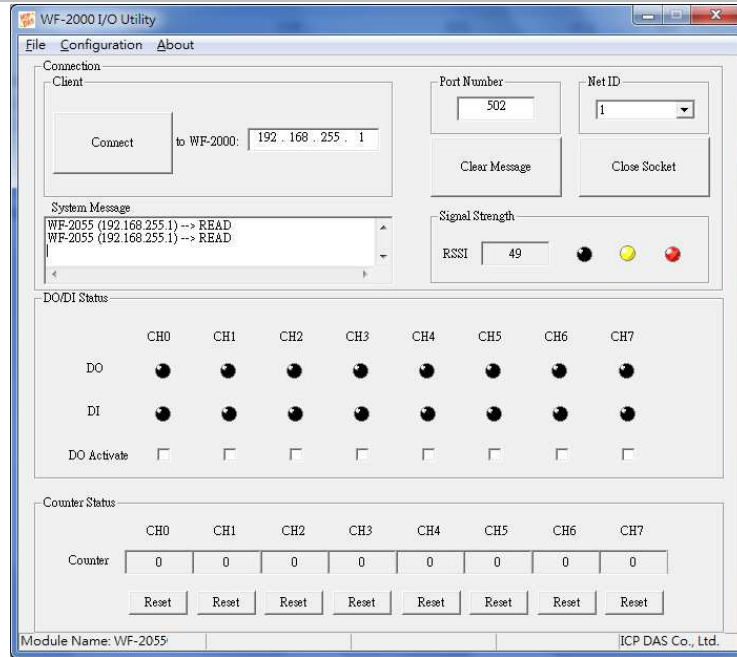 WF-2000 I/O Utility
File Configuration About
Connection
Client
Connect
to WF-2000: 192 . 168 . 255 . 1
Port Number
502
Net ID
1
Clear Message
Close Socket
System Message
WF-2055 (192.168.255.1) --> READ
WF-2055 (192.168.255.1) --> READ
Signal Strength
RSSI 49
DO/DI Status
CH0 CH1 CH2 CH3 CH4 CH5 CH6 CH7
DO
DI
DO Activate
Counter Status
CH0 CH1 CH2 CH3 CH4 CH5 CH6 CH7
Counter 0 0 0 0 0 0 0 0
Reset Reset Reset Reset Reset Reset Reset Reset
Module Name: WF-2055
ICP DAS Co., Ltd.